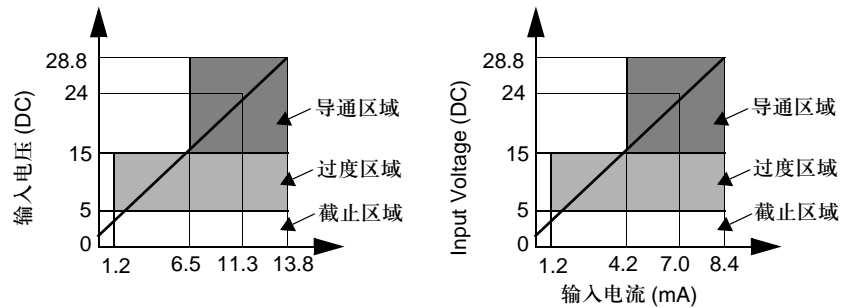 输入电压 (DC)
28.8
24
15
5
0
1.2
6.5
11.3
13.8
导通区域
过度区域
截止区域
Input Voltage (DC)
28.8
24
15
5
0
1.2
4.2
7.0
8.4
导通区域
过度区域
截止区域
输入电流 (mA)